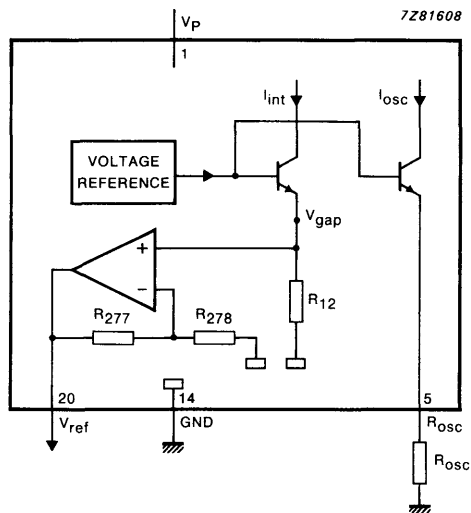 7Z81608
VP
1
Iint
Iosc
VOLTAGE
REFERENCE
Vgap
+
−
R12
R277
R278
20
14
5
Vref
GND
Rosc
Rosc